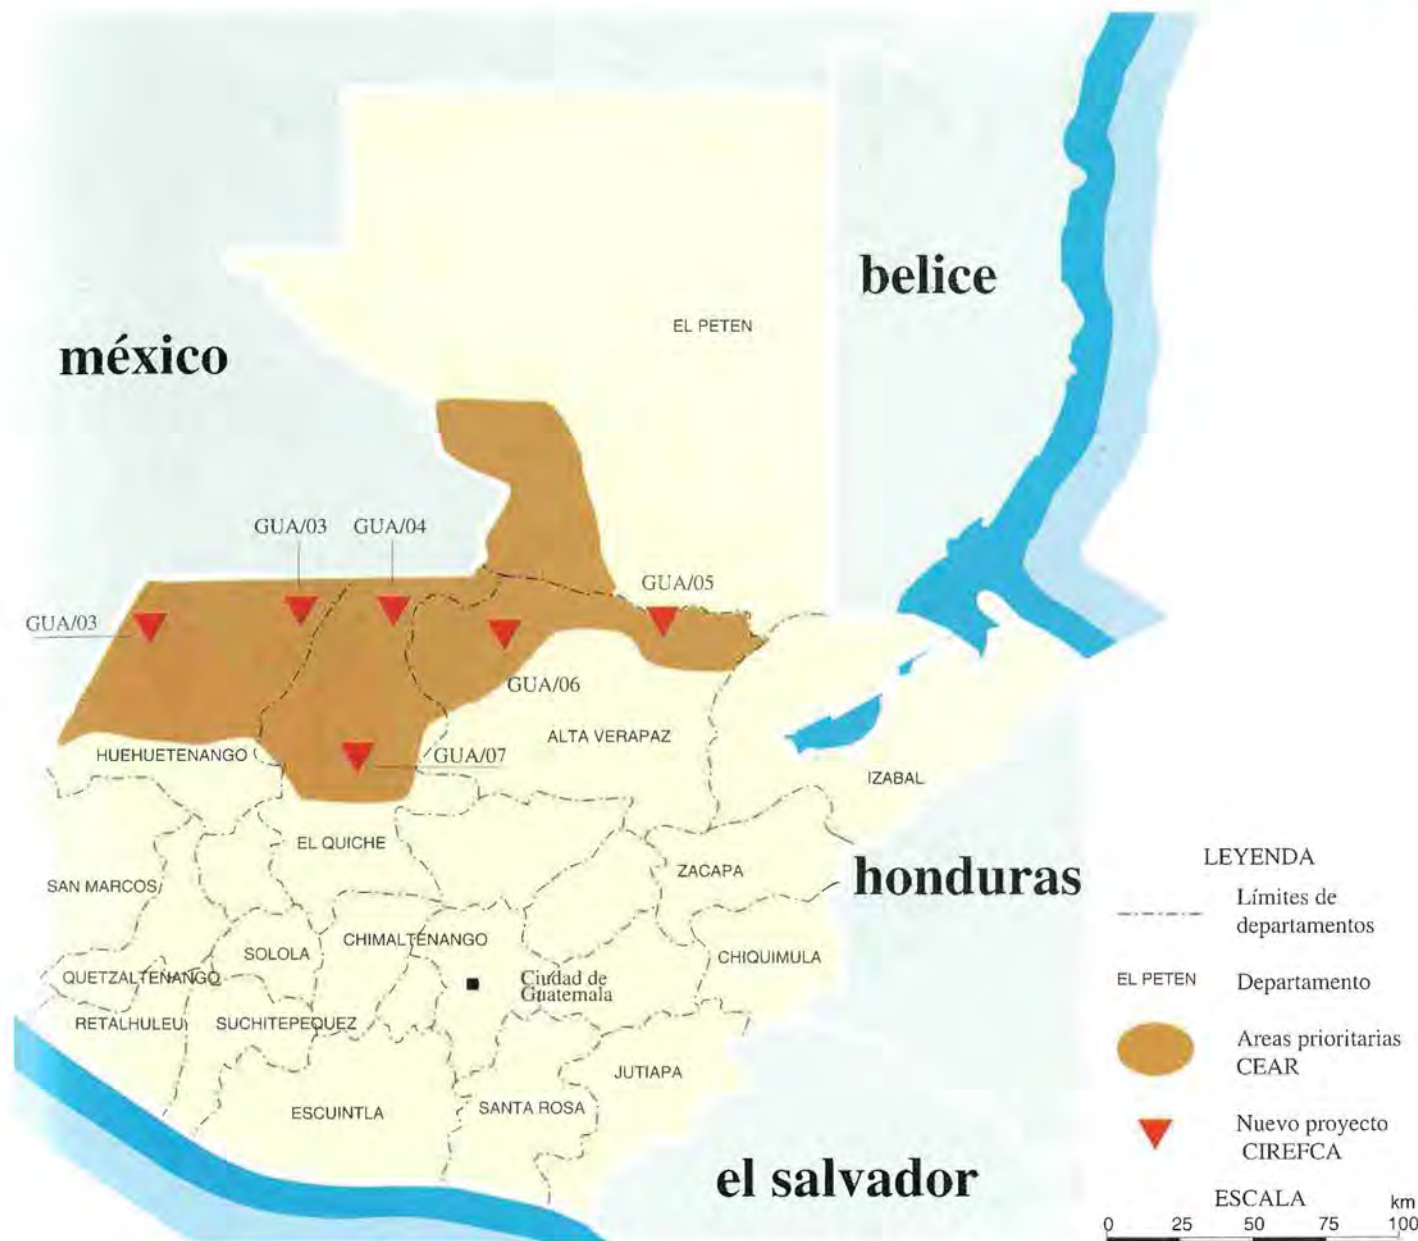 belice
EL PETEN
méxico
GUA/03
GUA/04
GUA/05
GUA/03
GUA/06
ALTA VERAPAZ
HUEHUETENANGO
GUA/07
IZABAL
EL QUICHE
LEYENDA
honduras
ZACAPA
SAN MARCOS
Límites de
departamentos
CHIMALTENANGO
SOLOLA
CHIQUIMULA
QUETZALTENANGO
Ciudad de
Guatemala
EL PETEN
Departamento
RETALHULEU
SUCHITEPEQUEZ
Areas prioritarias
CEAR
JUTIAPA
ESCUINTLA
SANTA ROSA
Nuevo proyecto
CIREFCA
el salvador
ESCALA
km
0 25 50 75 100